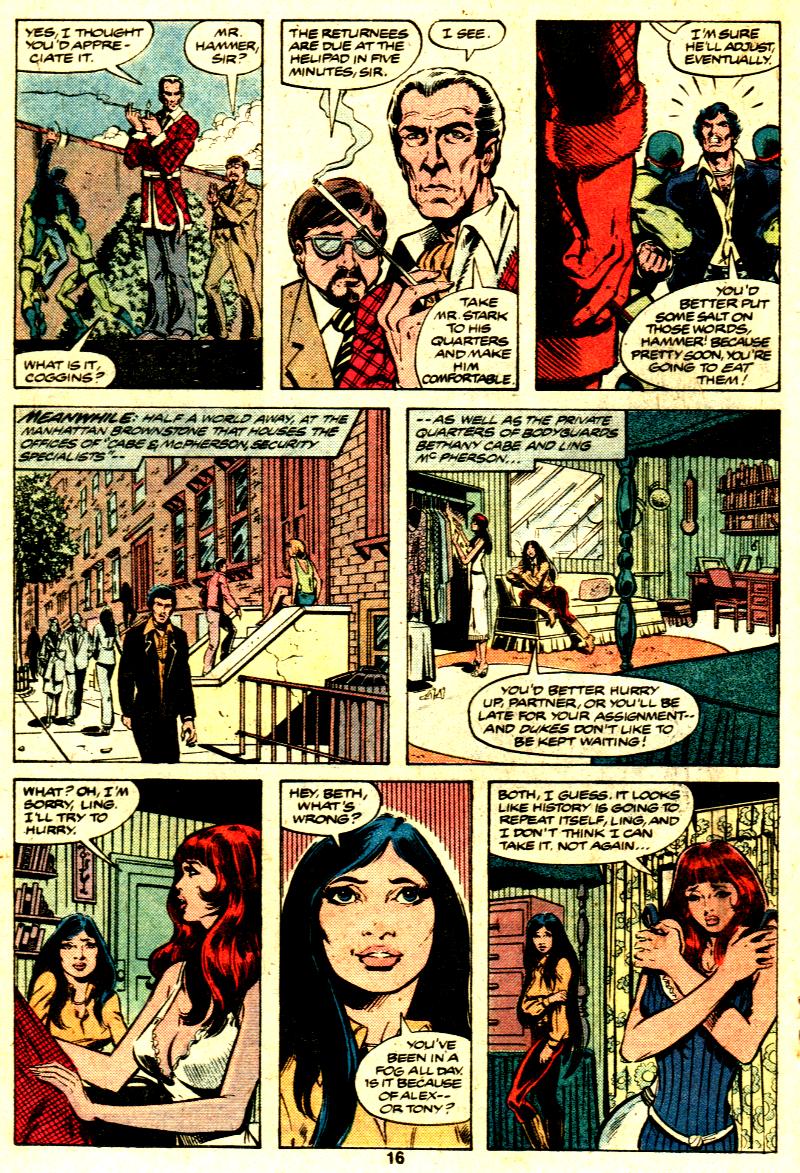 YES, I THOUGHT
YOU'D APPRE-
CIATE IT.
MR.
HAMMER,
SIR?
WHAT IS IT,
COGGINS?
THE RETURNEES
ARE DUE AT THE
HELIPAD IN FIVE
MINUTES, SIR.
I SEE.
TAKE
MR. STARK
TO HIS
QUARTERS
AND MAKE
HIM
COMFORTABLE.
I'M SURE
HE'LL ADJUST,
EVENTUALLY.
YOU'D
BETTER PUT
SOME SALT ON
THOSE WORDS,
HAMMER! BECAUSE
PRETTY SOON, YOU'RE
GOING TO EAT
THEM!
MEANWHILE: HALF A WORLD AWAY, AT THE
MANHATTAN BROWNSTONE THAT HOUSES THE
OFFICES OF "CABE & McPHERSON, SECURITY
SPECIALISTS"--
--AS WELL AS THE PRIVATE
QUARTERS OF BODYGUARDS
BETHANY CABE AND LING
McPHERSON...
YOU'D BETTER HURRY
UP, PARTNER, OR YOU'LL BE
LATE FOR YOUR ASSIGNMENT--
AND DUKES DON'T LIKE TO
BE KEPT WAITING!
WHAT? OH, I'M
SORRY, LING.
I'LL TRY TO
HURRY.
HEY, BETH,
WHAT'S
WRONG?
YOU'VE
BEEN IN A
FOG ALL DAY.
IS IT BECAUSE
OF ALEX--
OR TONY?
BOTH, I GUESS. IT LOOKS
LIKE HISTORY IS GOING TO
REPEAT ITSELF, LING, AND
I DON'T THINK I CAN
TAKE IT. NOT AGAIN...
16